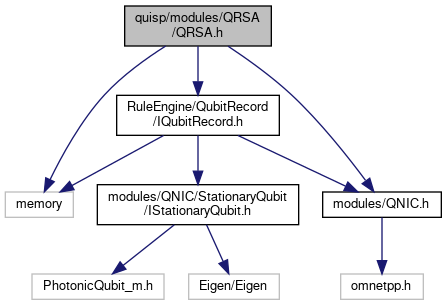 quisp/modules/QRSA
/QRSA.h
RuleEngine/QubitRecord
/IQubitRecord.h
memory
modules/QNIC/StationaryQubit
/IStationaryQubit.h
modules/QNIC.h
PhotonicQubit_m.h
Eigen/Eigen
omnetpp.h